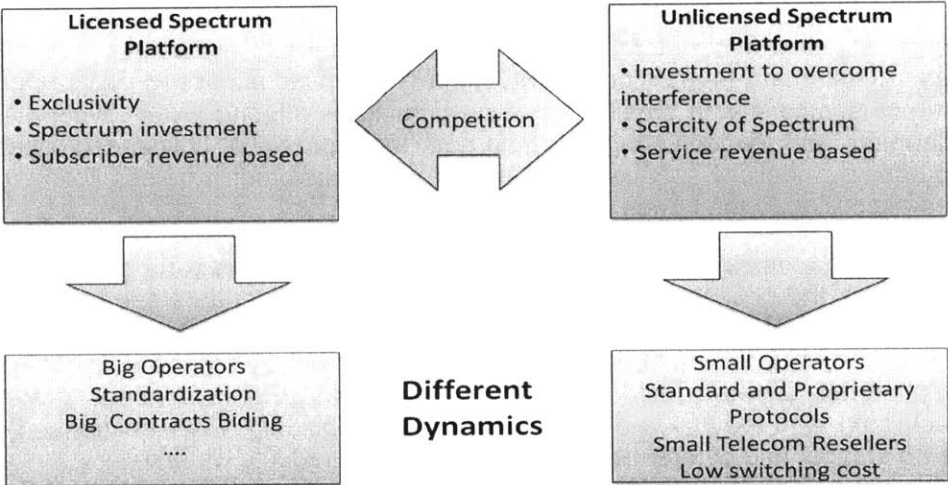 Licensed Spectrum
Platform
• Exclusivity
• Spectrum investment
• Subscriber revenue based
Competition
Unlicensed Spectrum
Platform
• Investment to overcome
interference
• Scarcity of Spectrum
• Service revenue based
Big Operators
Standardization
Big Contracts Biding
....
Different
Dynamics
Small Operators
Standard and Proprietary
Protocols
Small Telecom Resellers
Low switching cost